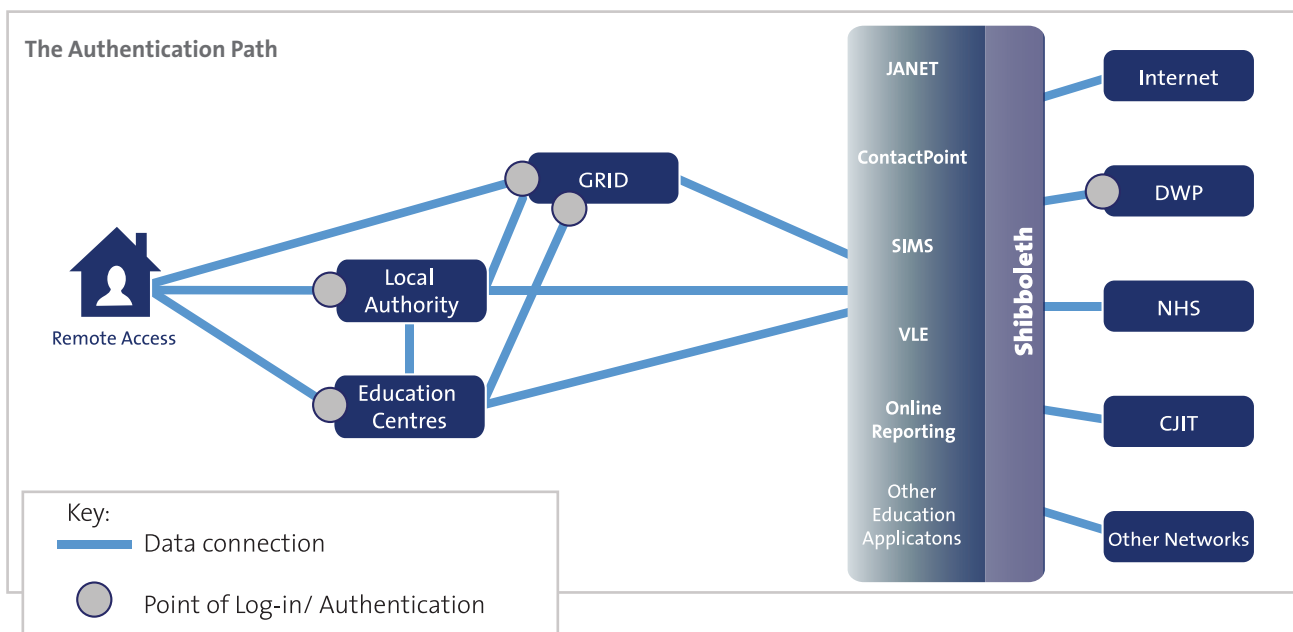 The Authentication Path
Remote Access
GRID
Local
Authority
Education
Centres
JANET
ContactPoint
SIMS
VLE
Online
Reporting
Other
Education
Applicatons
Shibboleth
Internet
DWP
NHS
CJIT
Other Networks
Key:
Data connection
Point of Log-in/ Authentication